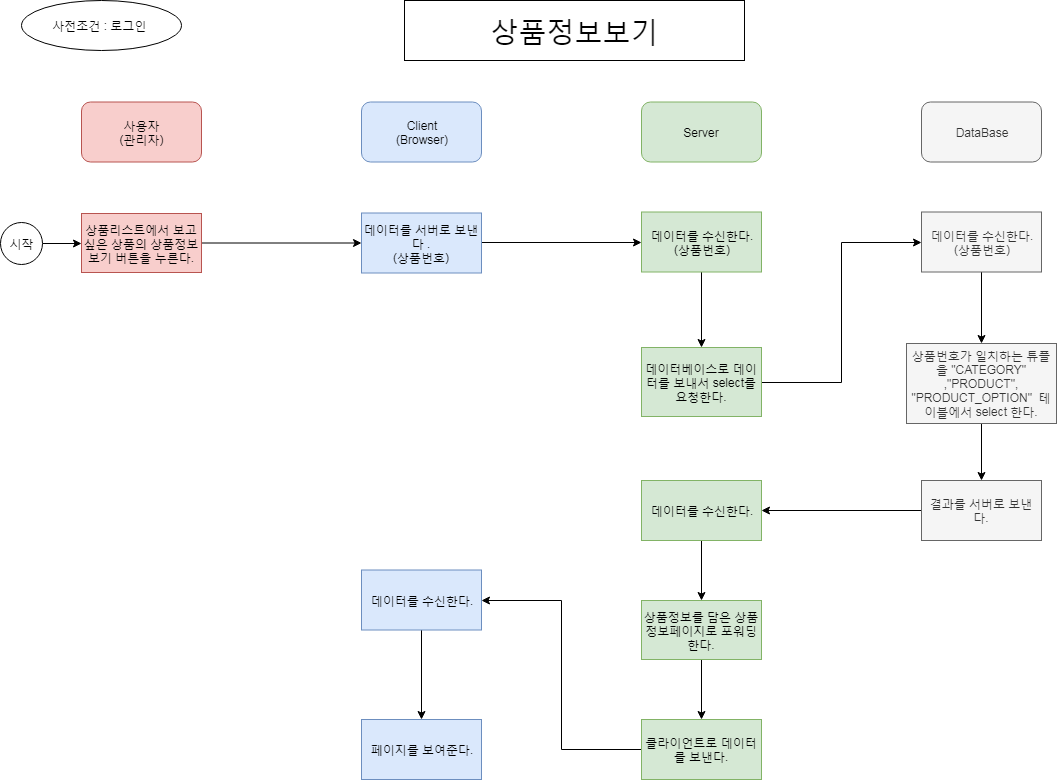 사전조건 : 로그인
상품정보보기
사용자
(관리자)
Client
(Browser)
Server
DataBase
시작
상품리스트에서 보고
싶은 상품의 상품정보
보기 버튼을 누른다.
데이터를 서버로 보낸
다 .
(상품번호)
데이터를 수신한다.
(상품번호)
데이터를 수신한다.
(상품번호)
데이터베이스로 데이
터를 보내서 select를
요청한다.
상품번호가 일치하는 튜플
을 "CATEGORY"
,"PRODUCT",
"PRODUCT_OPTION" 테
이블에서 select 한다.
데이터를 수신한다.
결과를 서버로 보낸
다.
데이터를 수신한다.
상품정보를 담은 상품
정보페이지로 포워딩
한다.
페이지를 보여준다.
클라이언트로 데이터
를 보낸다.